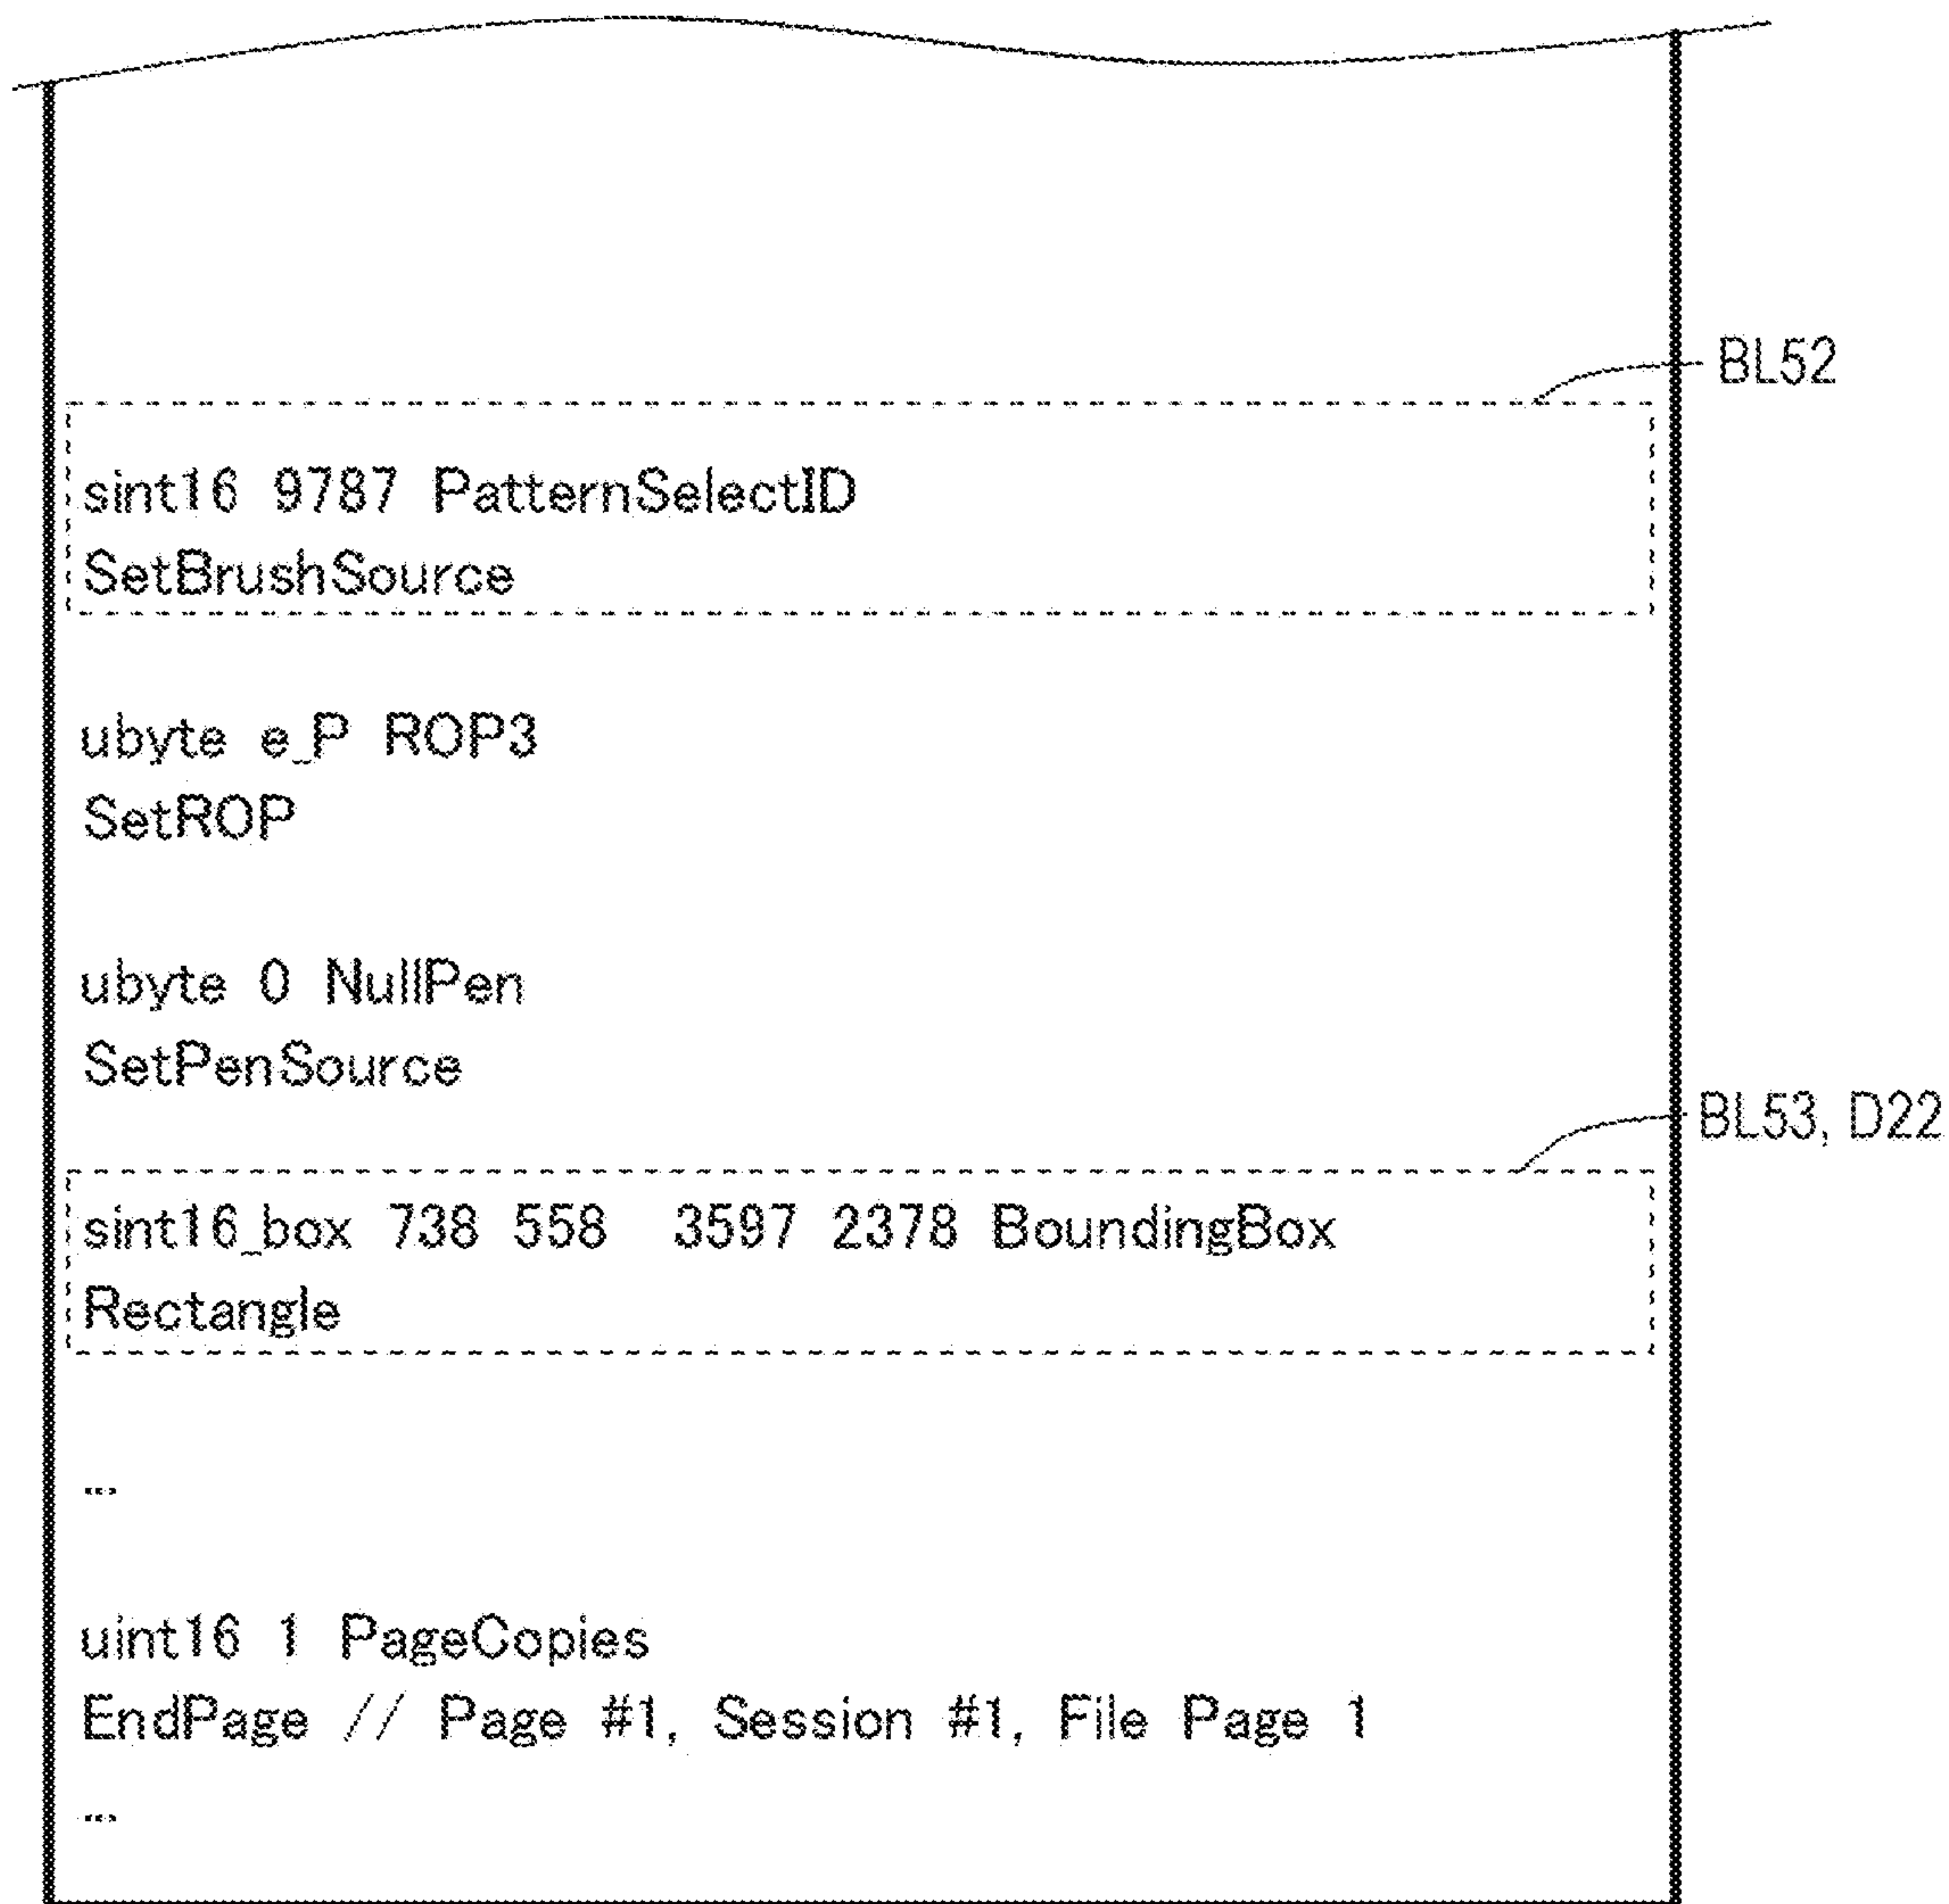 BL52
sint16 9787 PatternSelectID
SetBrushSource
ubyte e_P ROP3
SetROP
ubyte 0 NullPen
SetPenSource
BL53, D22
sint16_box 738 558 3597 2378 BoundingBox
Rectangle
...
uint16 1 PageCopies
EndPage // Page #1, Session #1, File Page 1
...